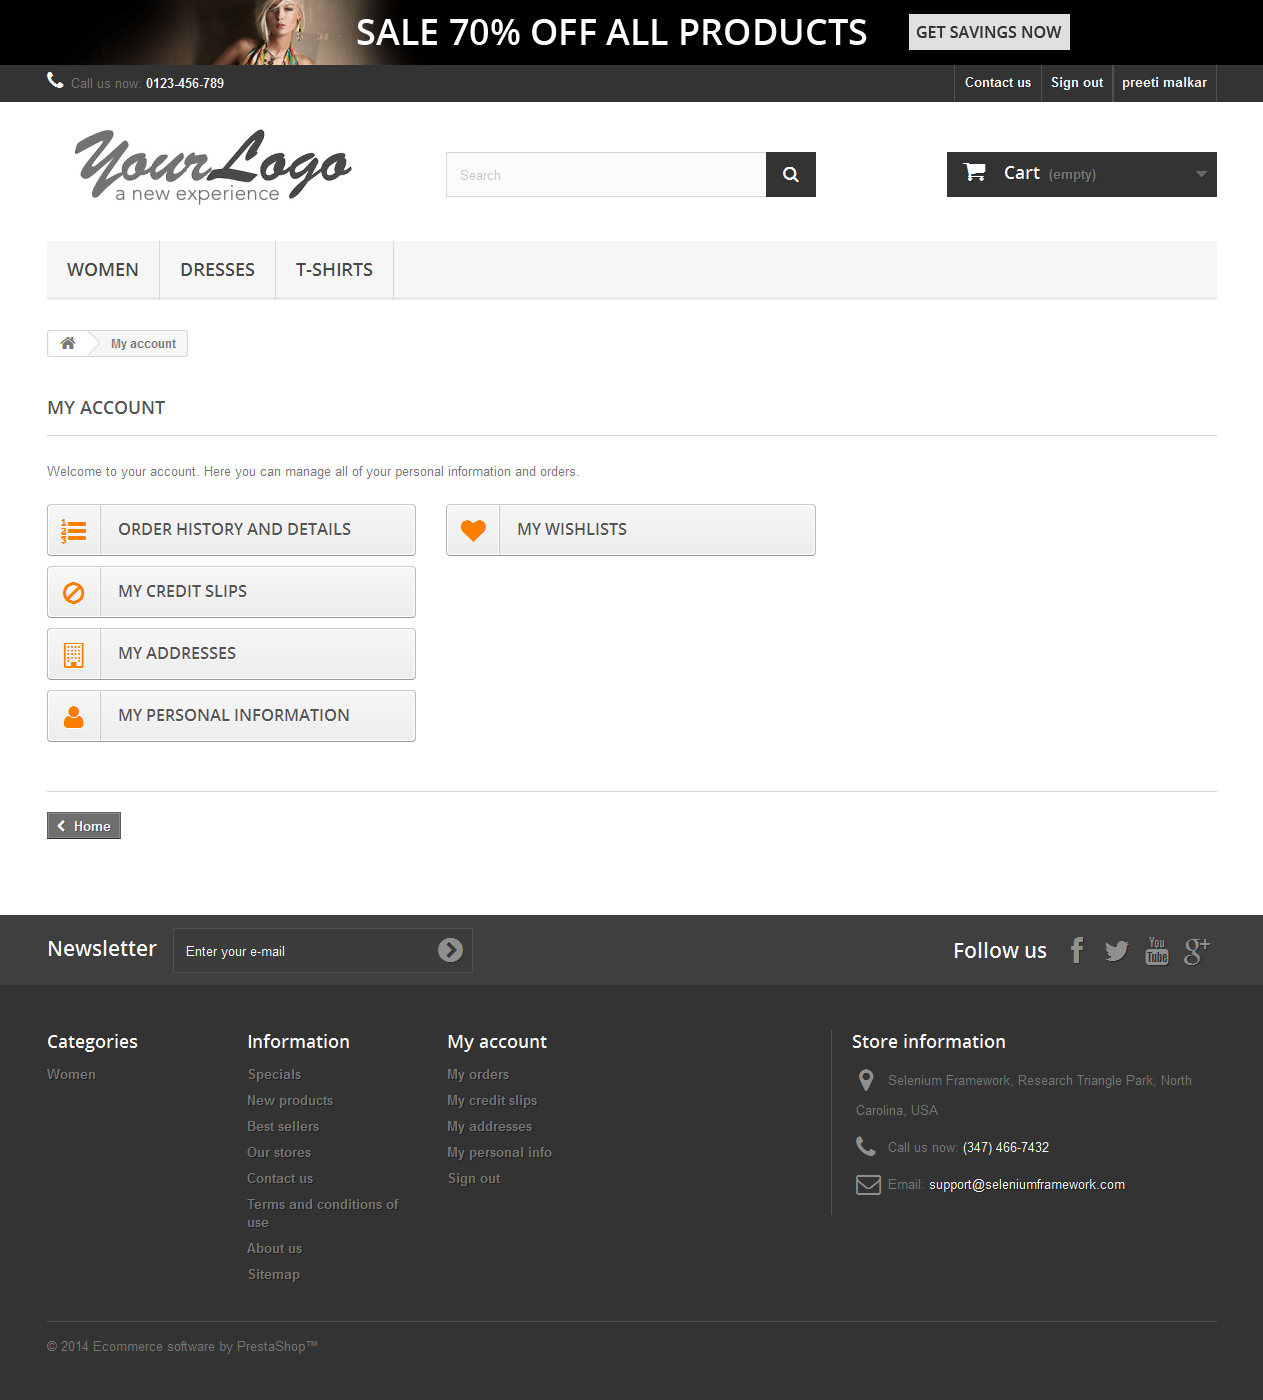 SALE 70% OFF ALL PRODUCTS
GET SAVINGS NOW
Call us now: 0123-456-789
Contact us
Sign out
preeti malkar
YourLogo
a new experience
Search
Cart (empty)
WOMEN
DRESSES
T-SHIRTS
My account
MY ACCOUNT
Welcome to your account. Here you can manage all of your personal information and orders.
ORDER HISTORY AND DETAILS
MY CREDIT SLIPS
MY ADDRESSES
MY PERSONAL INFORMATION
MY WISHLISTS
Home
Newsletter
Enter your e-mail
Follow us
You
Tube
g+
Categories
Women
Information
Specials
New products
Best sellers
Our stores
Contact us
Terms and conditions of
use
About us
Sitemap
My account
My orders
My credit slips
My addresses
My personal info
Sign out
Store information
Selenium Framework, Research Triangle Park, North
Carolina, USA
Call us now: (347) 466-7432
Email: support@seleniumframework.com
© 2014 Ecommerce software by PrestaShop™